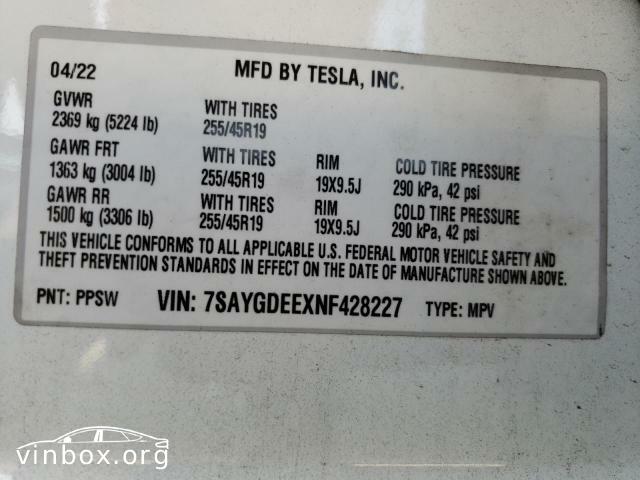 04/22 MFD BY TESLA, INC.
GVWR WITH TIRES
2369 kg (5224 lb) 255/45R19
GAWR FRT WITH TIRES RIM COLD TIRE PRESSURE
1363 kg (3004 lb) 255/45R19 19X9.5J 290 kPa, 42 psi
GAWR RR WITH TIRES RIM COLD TIRE PRESSURE
1500 kg (3306 lb) 255/45R19 19X9.5J 290 kPa, 42 psi
THIS VEHICLE CONFORMS TO ALL APPLICABLE U.S. FEDERAL MOTOR VEHICLE SAFETY AND
THEFT PREVENTION STANDARDS IN EFFECT ON THE DATE OF MANUFACTURE SHOWN ABOVE.
PNT: PPSW VIN: 7SAYGDEEXNF428227 TYPE: MPV
vinbox.org